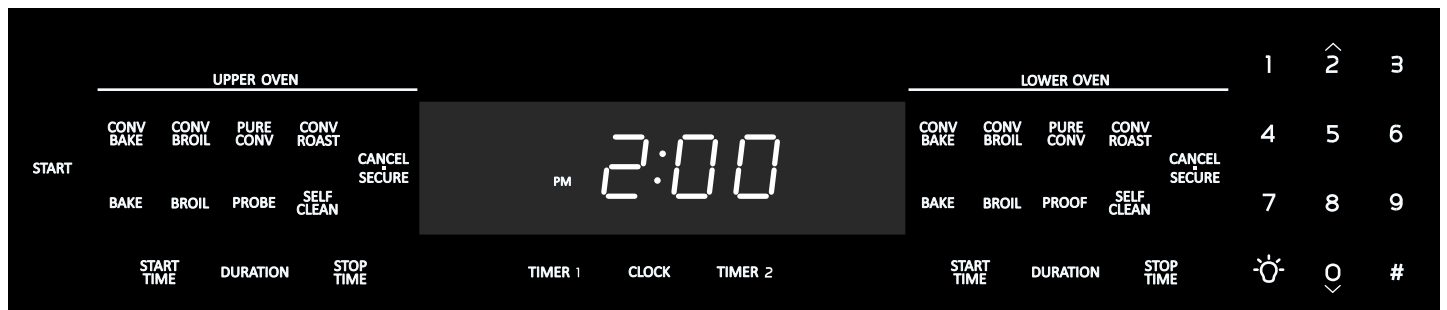 UPPER OVEN
START
CONV BAKE
CONV BROIL
PURE CONV
CONV ROAST
CANCEL
SECURE
BAKE
BROIL
PROBE
SELF CLEAN
START TIME
DURATION
STOP TIME
PM 2:00
TIMER 1
CLOCK
TIMER 2
LOWER OVEN
CONV BAKE
CONV BROIL
PURE CONV
CONV ROAST
CANCEL
SECURE
BAKE
BROIL
PROOF
SELF CLEAN
START TIME
DURATION
STOP TIME
1 2 3
4 5 6
7 8 9
0 #